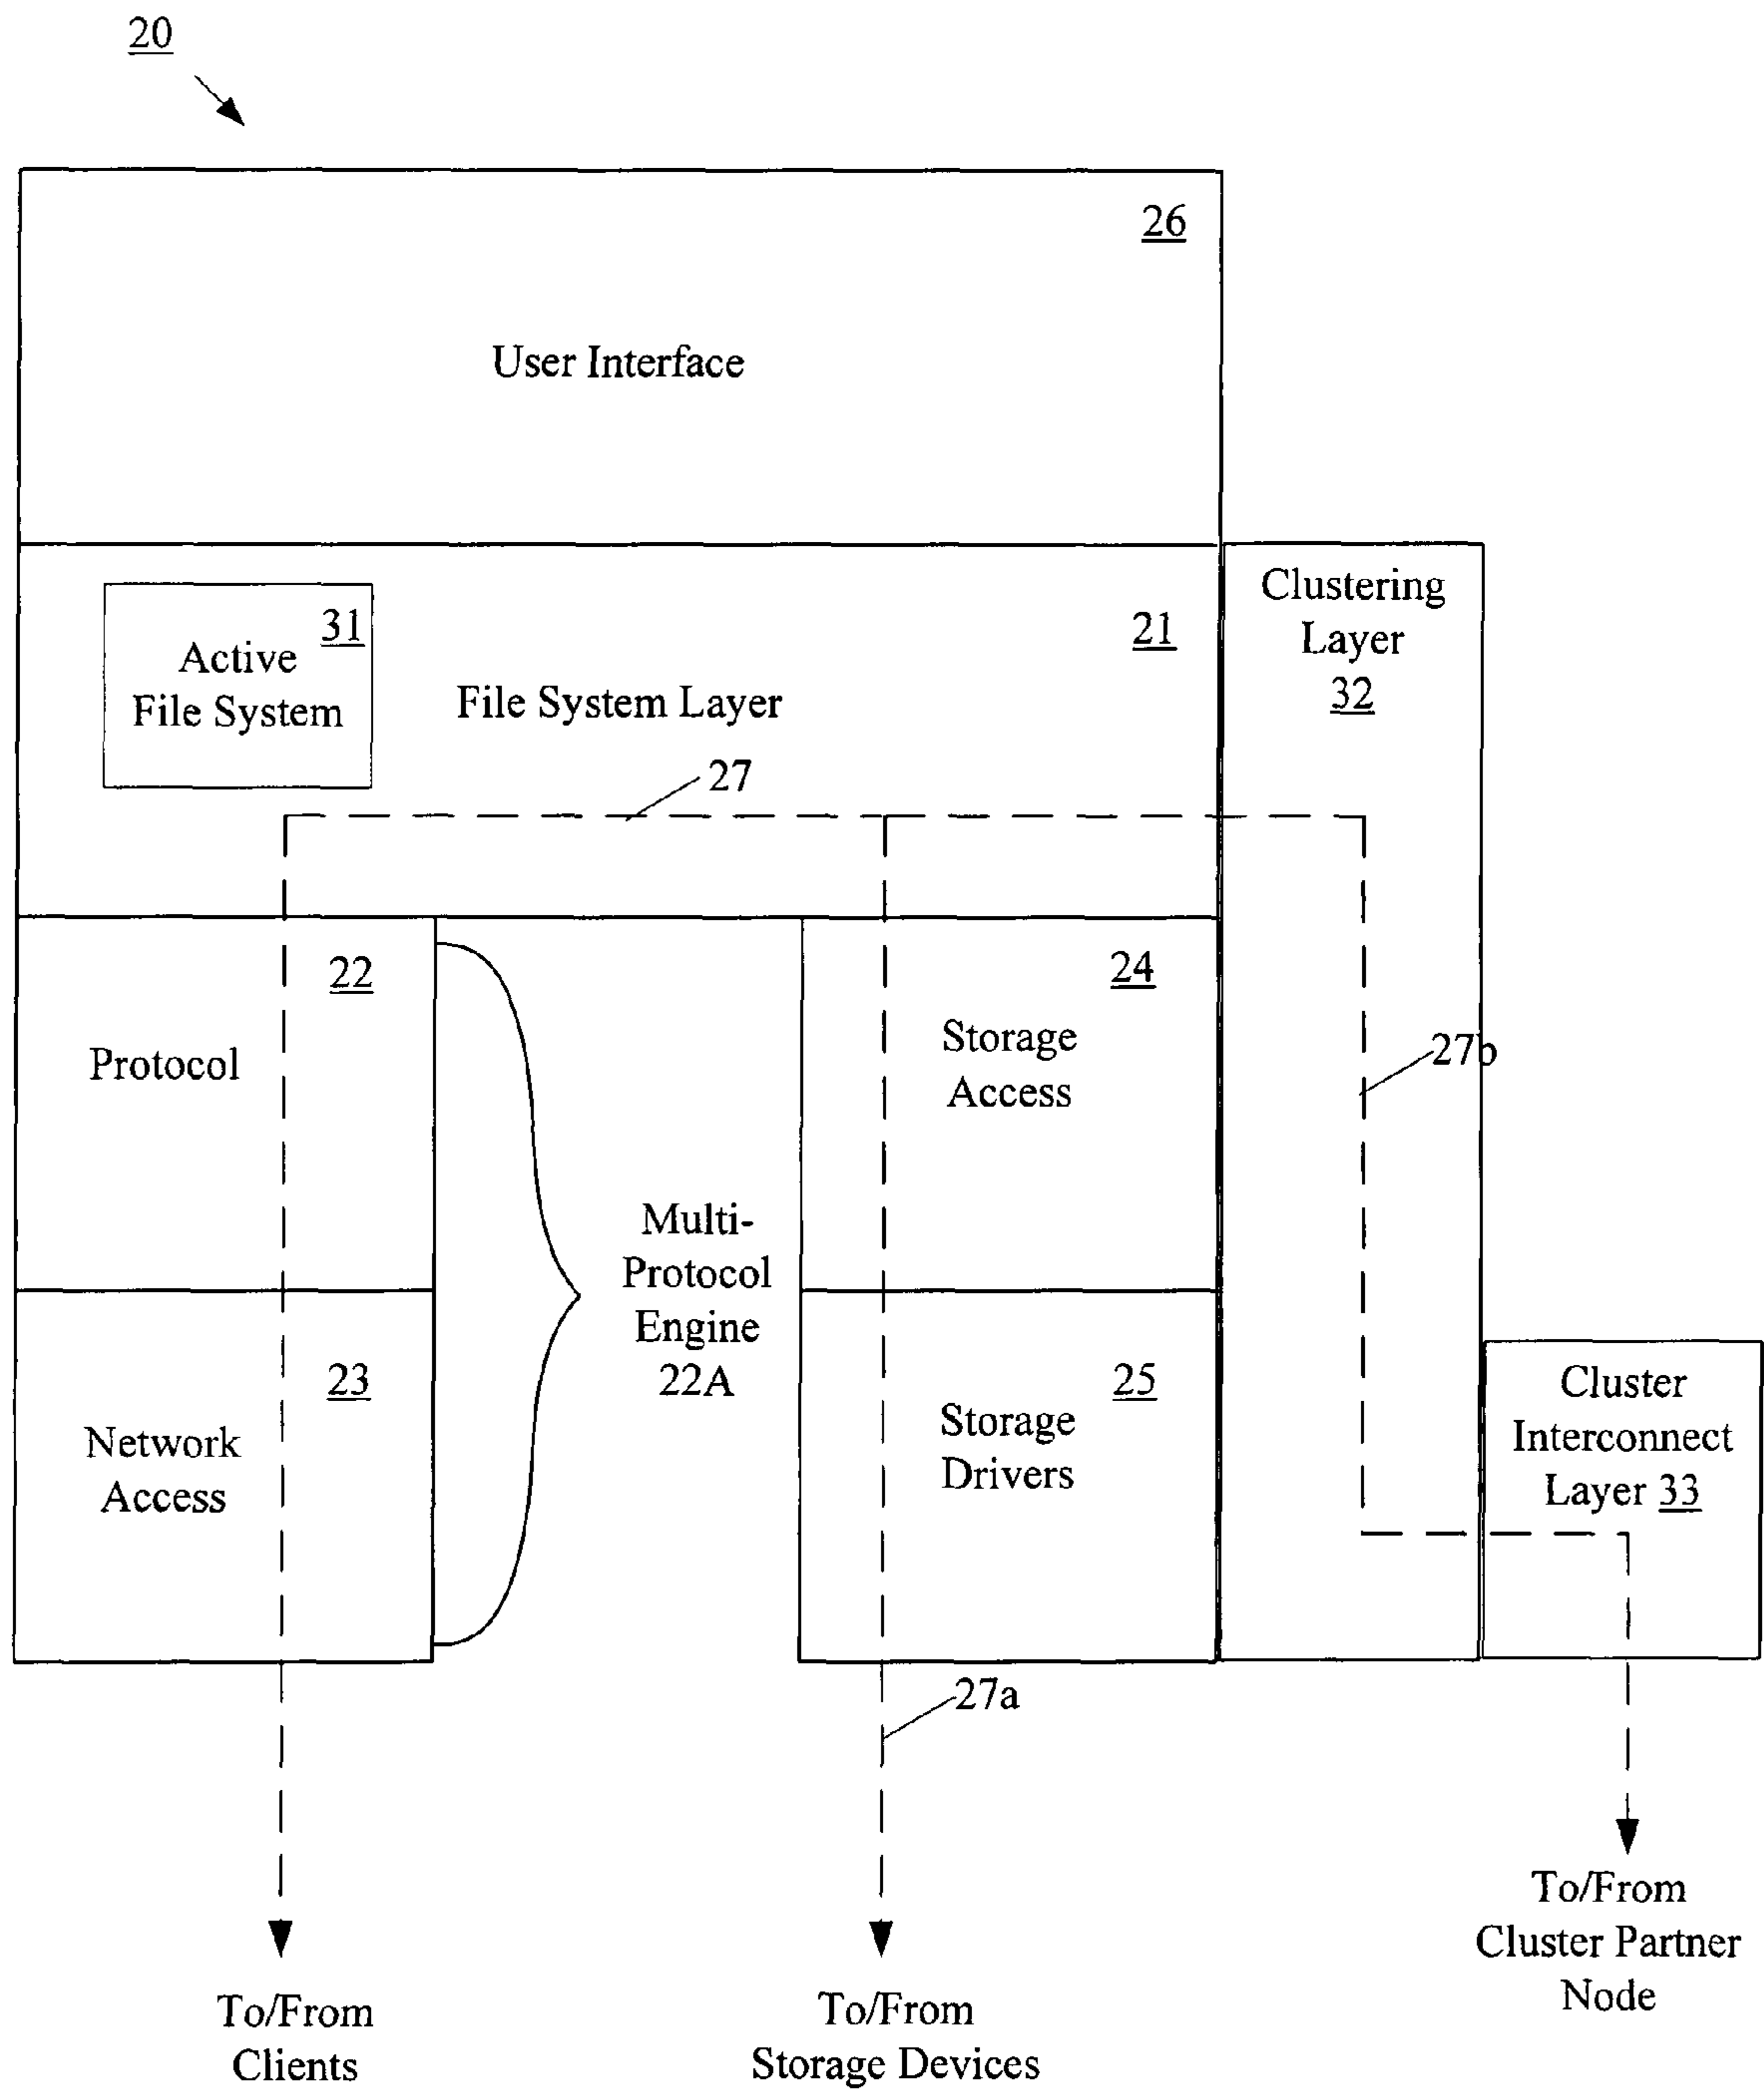 20
26
User Interface
31
Active
File System
21
File System Layer
27
Clustering
Layer
32
22
Protocol
24
Storage
Access
27b
Multi-
Protocol
Engine
22A
23
Network
Access
25
Storage
Drivers
Cluster
Interconnect
Layer 33
27a
To/From
Clients
To/From
Storage Devices
To/From
Cluster Partner
Node